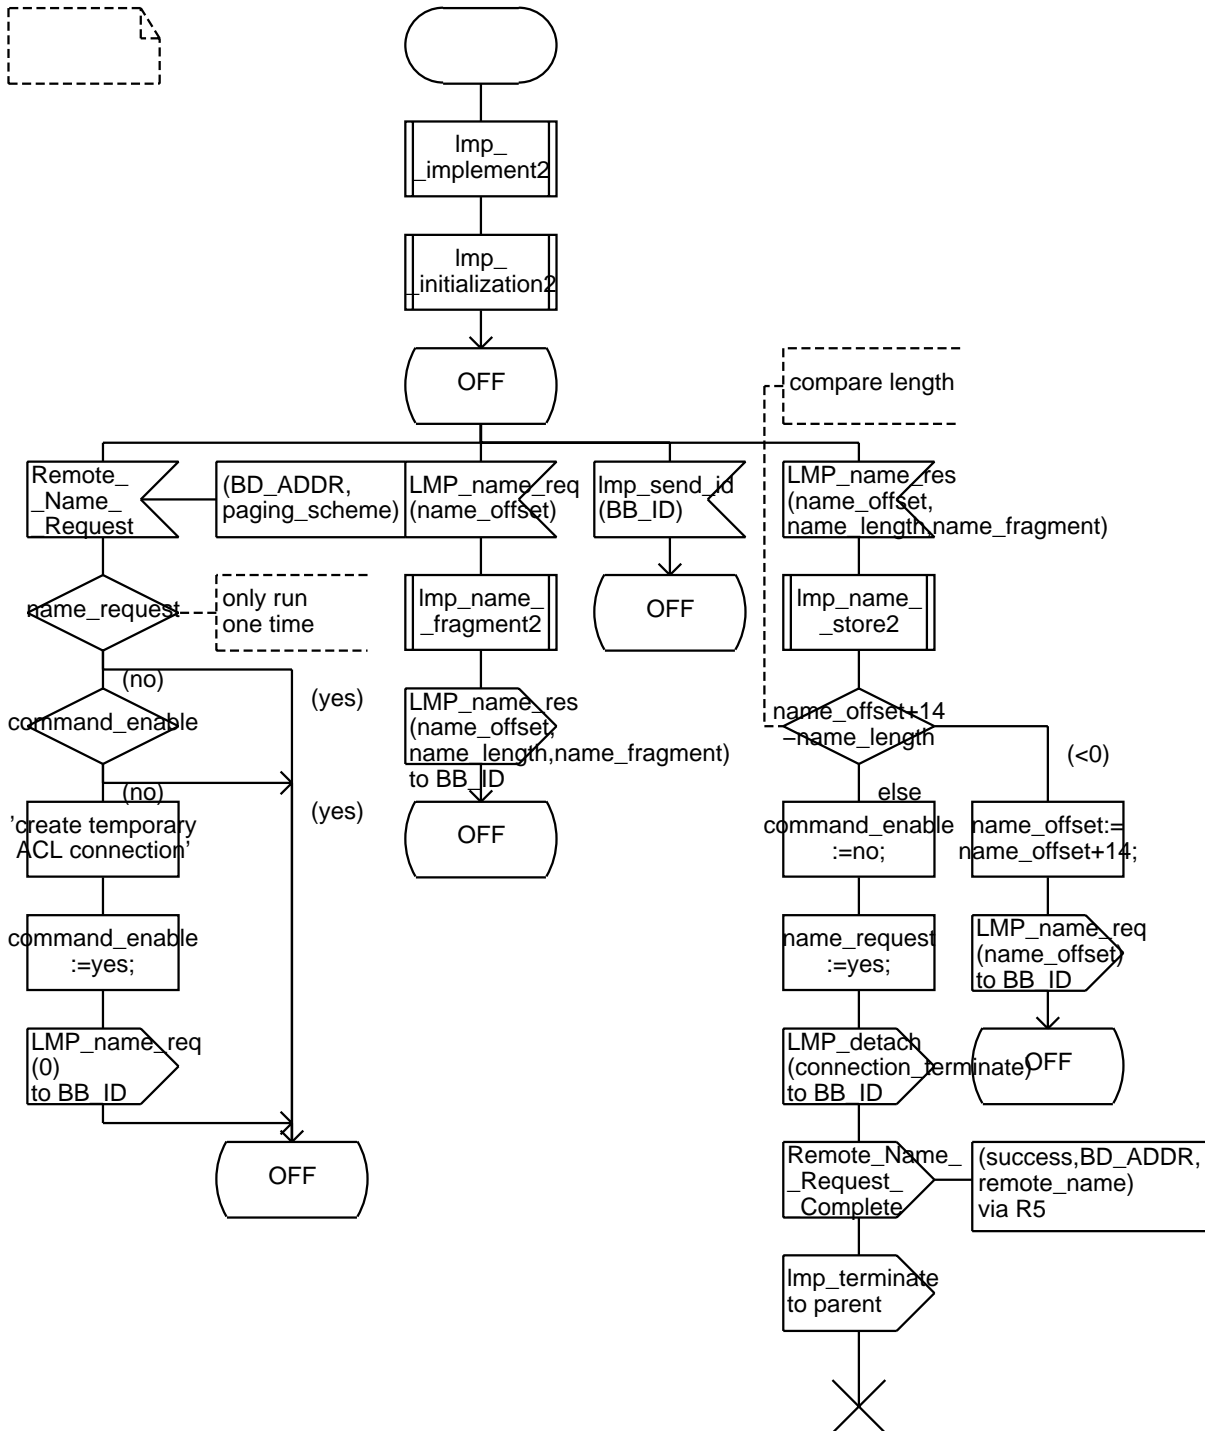 lmp_
_implement2
lmp_
_initialization2
OFF
compare length
Remote_
_Name_
_Request
(BD_ADDR,
paging_scheme)
LMP_name_req
(name_offset)
lmp_send_id
(BB_ID)
LMP_name_res
(name_offset,
name_length,name_fragment)
name_request
only run
one time
lmp_name_
_fragment2
OFF
lmp_name_
_store2
(no)
(yes)
command_enable
LMP_name_res
(name_offset,
name_length,name_fragment)
to BB_ID
name_offset+14
–name_length
(<0)
else
(no)
(yes)
'create temporary
ACL connection'
OFF
command_enable
:=no;
name_offset:=
name_offset+14;
command_enable
:=yes;
name_request
:=yes;
LMP_name_req
(name_offset)
to BB_ID
LMP_name_req
(0)
to BB_ID
LMP_detach
(connection_terminate)
to BB_ID
OFF
OFF
Remote_Name_
_Request_
_Complete
(success,BD_ADDR,
remote_name)
via R5
lmp_terminate
to parent